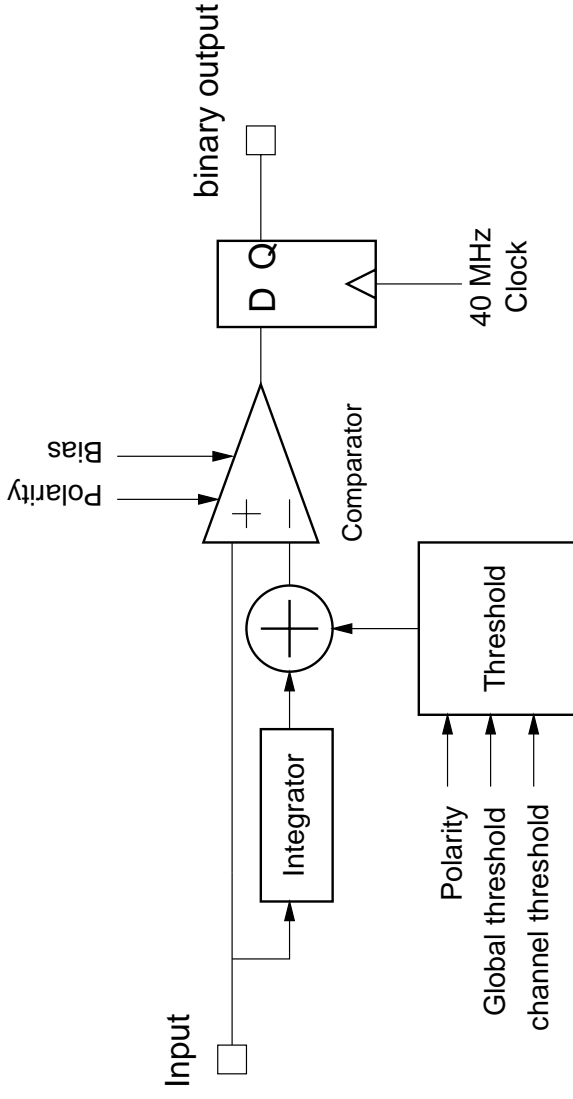 Input
Integrator
Polarity
Global threshold
channel threshold
Threshold
+
−
Comparator
Polarity
Bias
D Q
40 MHz
Clock
binary output